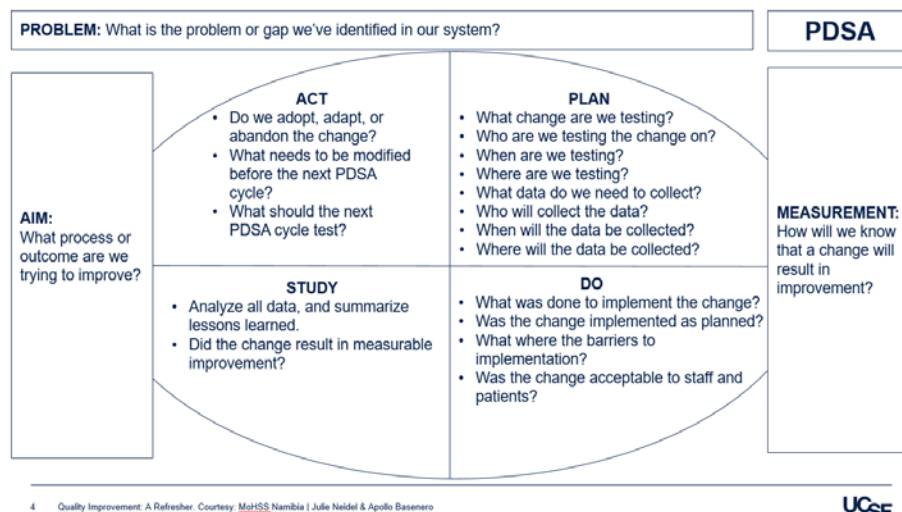 PROBLEM: What is the problem or gap we've identified in our system?
PDSA
ACT
• Do we adopt, adapt, or
abandon the change?
• What needs to be modified
before the next PDSA
cycle?
• What should the next
PDSA cycle test?
PLAN
• What change are we testing?
• Who are we testing the change on?
• When are we testing?
• Where are we testing?
• What data do we need to collect?
• Who will collect the data?
• When will the data be collected?
• Where will the data be collected?
AIM:
What process or
outcome are we
trying to improve?
MEASUREMENT:
How will we know
that a change will
result in
improvement?
STUDY
• Analyze all data, and summarize
lessons learned.
• Did the change result in measurable
improvement?
DO
• What was done to implement the change?
• Was the change implemented as planned?
• What where the barriers to
implementation?
• Was the change acceptable to staff and
patients?
4 Quality Improvement: A Refresher. Courtesy: MoHSS Namibia | Julie Neidel & Apollo Basenero
UCSF